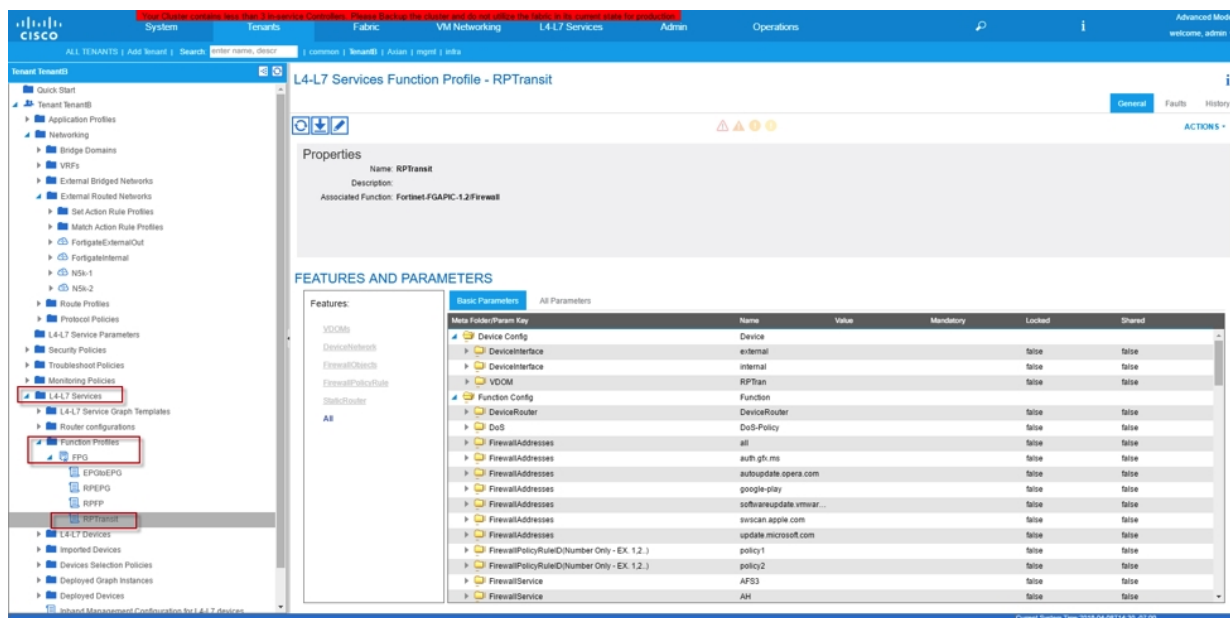 Your Cluster contains less than 3 in-service Controllers. Please Backup the cluster and do not utilize the fabric in its current state for production.
CISCO
System
Tenants
Fabric
VM Networking
L4-L7 Services
Admin
Operations
i
Advanced Mode
welcome, admin
ALL TENANTS | Add Tenant | Search: enter name, descr | common | TenantB | Asian | mgmt | infra
Tenant TenantB
Quick Start
Tenant TenantB
Application Profiles
Networking
Bridge Domains
VRFs
External Bridged Networks
External Routed Networks
Set Action Rule Profiles
Match Action Rule Profiles
FortigateExternalOut
FortigateInternal
N5k-1
N5k-2
Route Profiles
Protocol Policies
L4-L7 Service Parameters
Security Policies
Troubleshoot Policies
Monitoring Policies
L4-L7 Services
L4-L7 Service Graph Templates
Router configurations
Function Profiles
FPG
EPGtoEPG
RPEPG
RPFP
RPTransit
L4-L7 Devices
Imported Devices
Devices Selection Policies
Deployed Graph Instances
Deployed Devices
Inband Management Configuration for L4-L7 devices
L4-L7 Services Function Profile - RPTransit
i
General Faults History
ACTIONS
Properties
Name: RPTransit
Description:
Associated Function: Fortinet-FGAPIC-1.2/Firewall
FEATURES AND PARAMETERS
Features:
VDOMs
DeviceNetwork
FirewallObjects
FirewallPolicyRule
StaticRouter
All
Basic Parameters All Parameters
Meta Folder/Param Key Name Value Mandatory Locked Shared
Device Config Device
DeviceInterface external false false
DeviceInterface internal false false
VDOM RPTran false false
Function Config Function
DeviceRouter DeviceRouter false false
DoS DoS-Policy false false
FirewallAddresses all false false
FirewallAddresses auth.gfx.ms false false
FirewallAddresses autoupdate.opera.com false false
FirewallAddresses google-play false false
FirewallAddresses softwareupdate.vmwar... false false
FirewallAddresses swscan.apple.com false false
FirewallAddresses update.microsoft.com false false
FirewallPolicyRuleID(Number Only - EX. 1,2..) policy1 false false
FirewallPolicyRuleID(Number Only - EX. 1,2..) policy2 false false
FirewallService AFS3 false false
FirewallService AH false false